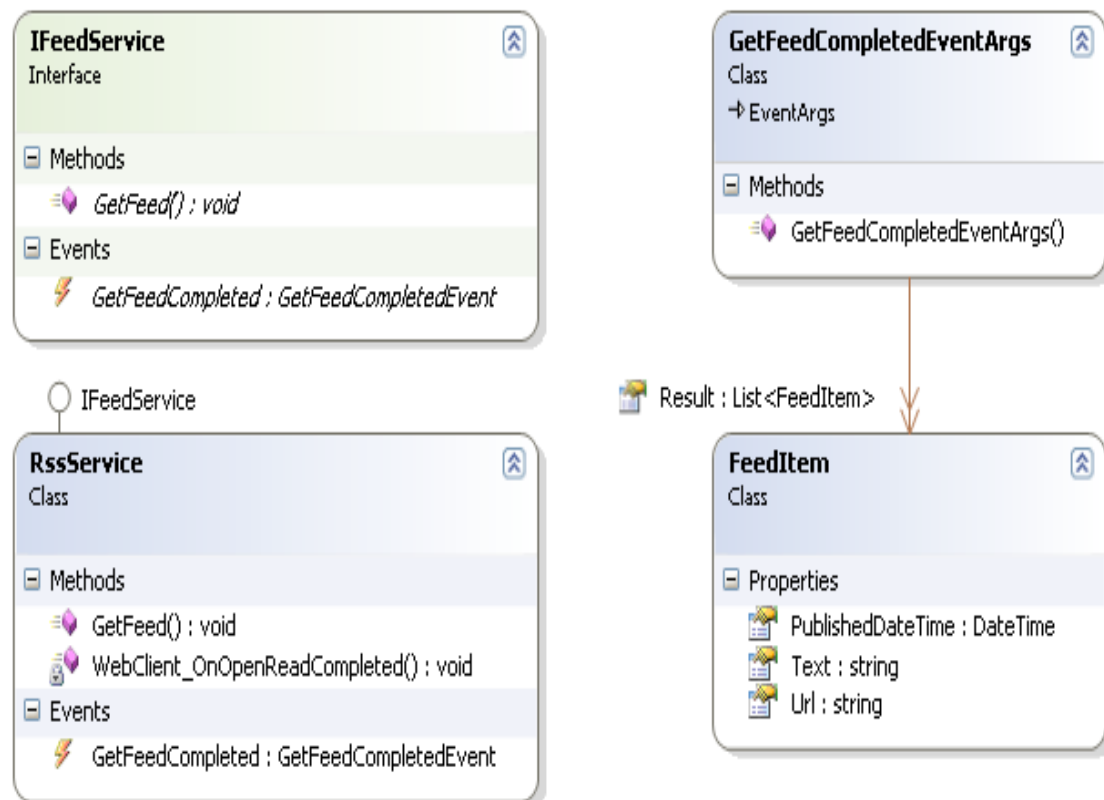 IFeedService
Interface
Methods
GetFeed() : void
Events
GetFeedCompleted : GetFeedCompletedEvent
IFeedService
RssService
Class
Methods
GetFeed() : void
WebClient_OnOpenReadCompleted() : void
Events
GetFeedCompleted : GetFeedCompletedEvent
GetFeedCompletedEventArgs
Class
EventArgs
Methods
GetFeedCompletedEventArgs()
Result : List<FeedItem>
FeedItem
Class
Properties
PublishedDateTime : DateTime
Text : string
Url : string